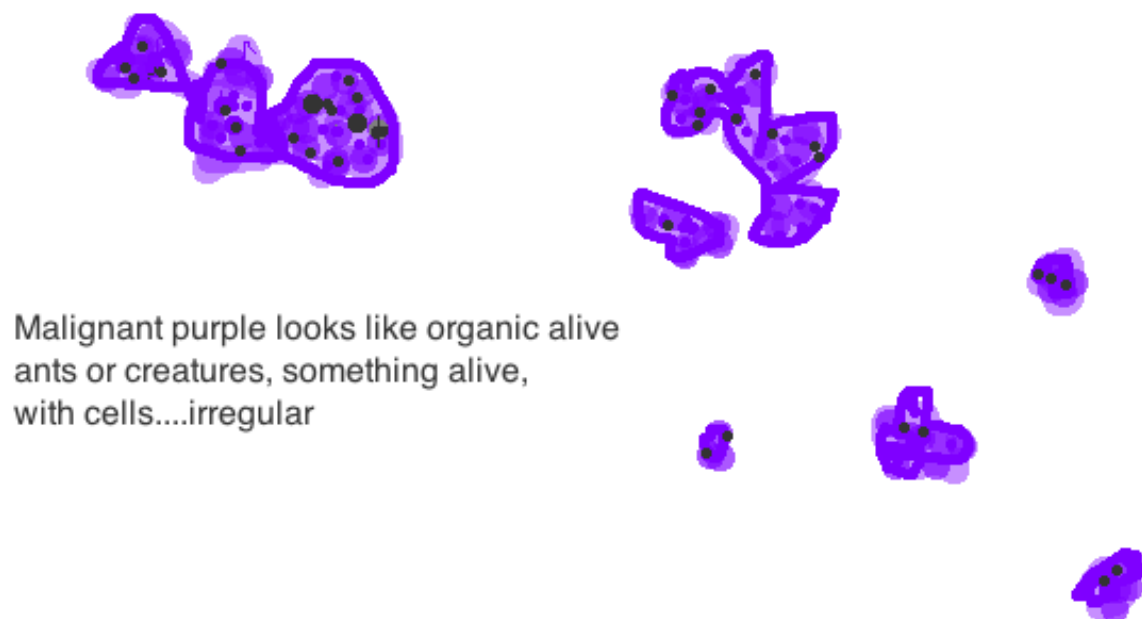 Malignant purple looks like organic alive
ants or creatures, something alive,
with cells....irregular